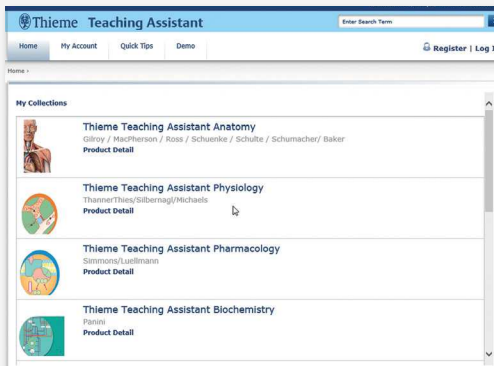 Thieme Teaching Assistant
Enter Search Term
Home My Account Quick Tips Demo
Register | Log
Home »
My Collections
Thieme Teaching Assistant Anatomy
Gilroy / MacPherson / Ross / Schuenke / Schulte / Schumacher/ Baker
Product Detail
Thieme Teaching Assistant Physiology
ThannerThies/Silbernagl/Michaels
Product Detail
Thieme Teaching Assistant Pharmacology
Simmons/Luellmann
Product Detail
Thieme Teaching Assistant Biochemistry
Panini
Product Detail